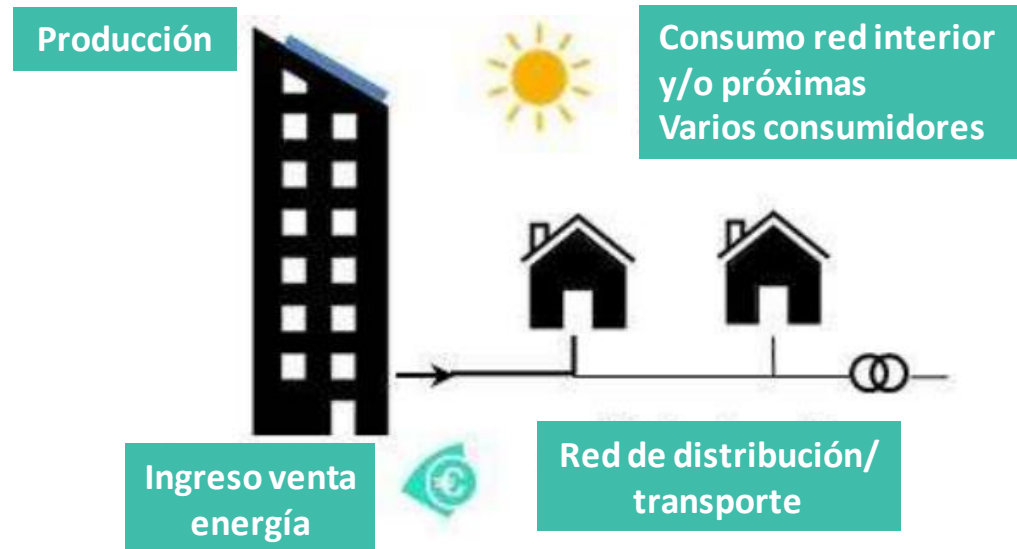 Producción
Consumo red interior
y/o próximas
Varios consumidores
Ingreso venta
energía
€
Red de distribución/
transporte